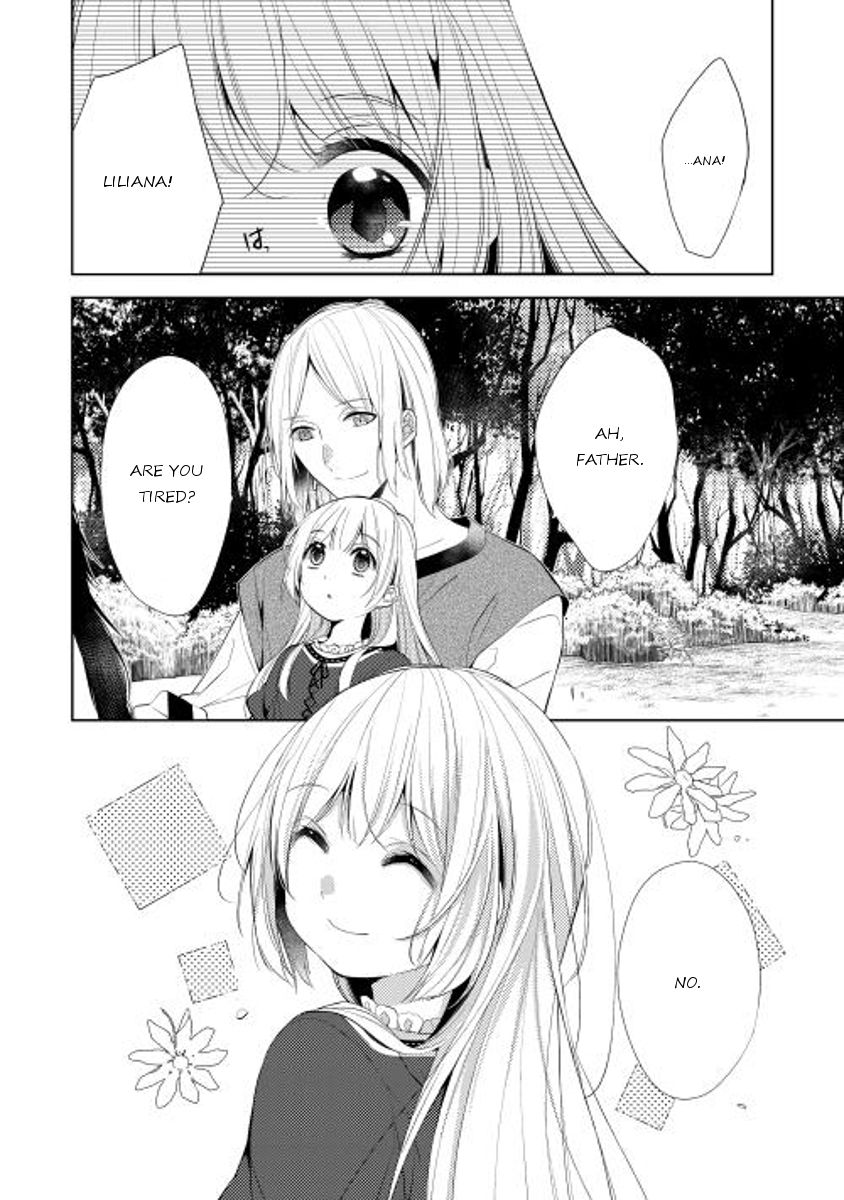 ...ANA!
LILIANA!
は、
AH,
FATHER.
ARE YOU
TIRED?
NO.